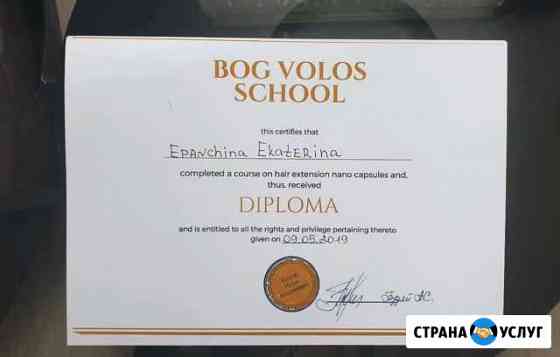 BOG VOLOS
SCHOOL
this certifies that
Epanchina Ekaterina
completed a course on hair extension nano capsules and,
thus, received
DIPLOMA
and is entitled to all the rights and privilege pertaining thereto
given on 09.05.2019
СТРАНА УСЛУГ